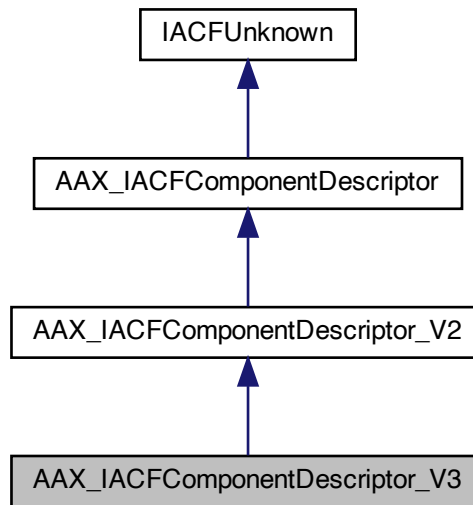 IACFUnknown
AAX_IACFComponentDescriptor
AAX_IACFComponentDescriptor_V2
AAX_IACFComponentDescriptor_V3